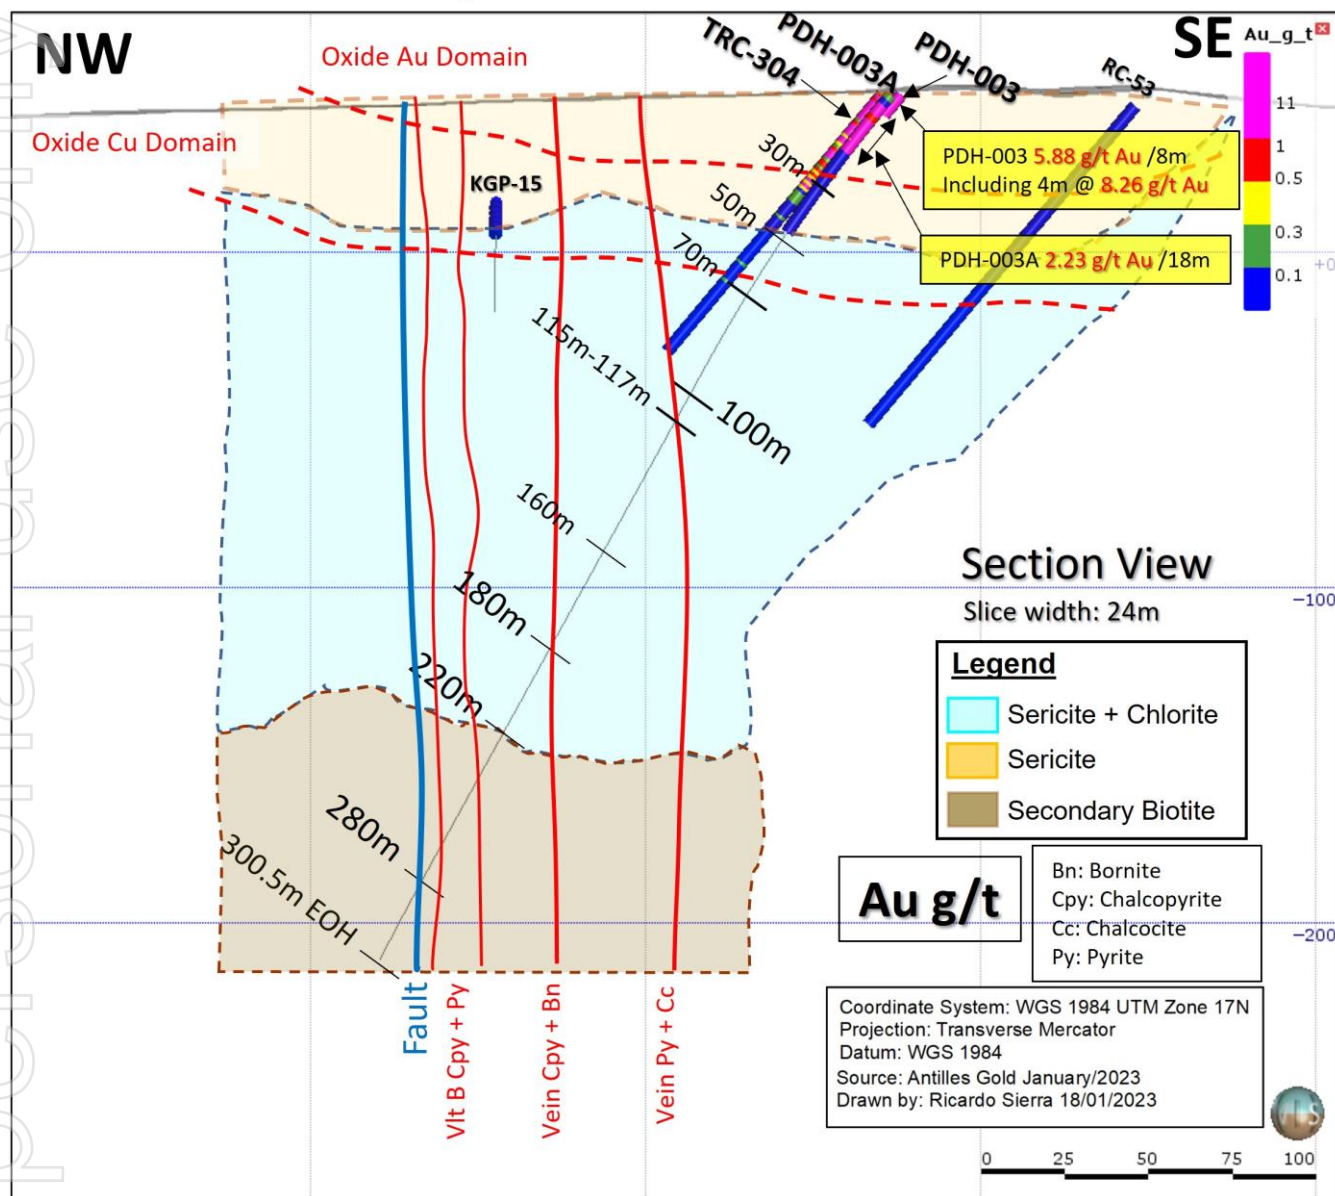 NW
SE
Oxide Au Domain
Oxide Cu Domain
TRC-304
PDH-003A
PDH-003
RC-53
KGP-15
Au_g_t
11
1
0.5
0.3
0.1
PDH-003 5.88 g/t Au /8m
Including 4m @ 8.26 g/t Au
PDH-003A 2.23 g/t Au /18m
30m
50m
70m
100m
115m-117m
160m
180m
220m
280m
300.5m EOH
+0
-100
-200
Section View
Slice width: 24m
Legend
Sericite + Chlorite
Sericite
Secondary Biotite
Au g/t
Bn: Bornite
Cpy: Chalcopyrite
Cc: Chalcocite
Py: Pyrite
Fault
Vlt B Cpy + Py
Vein Cpy + Bn
Vein Py + Cc
Coordinate System: WGS 1984 UTM Zone 17N
Projection: Transverse Mercator
Datum: WGS 1984
Source: Antilles Gold January/2023
Drawn by: Ricardo Sierra 18/01/2023
0 25 50 75 100
personal use only